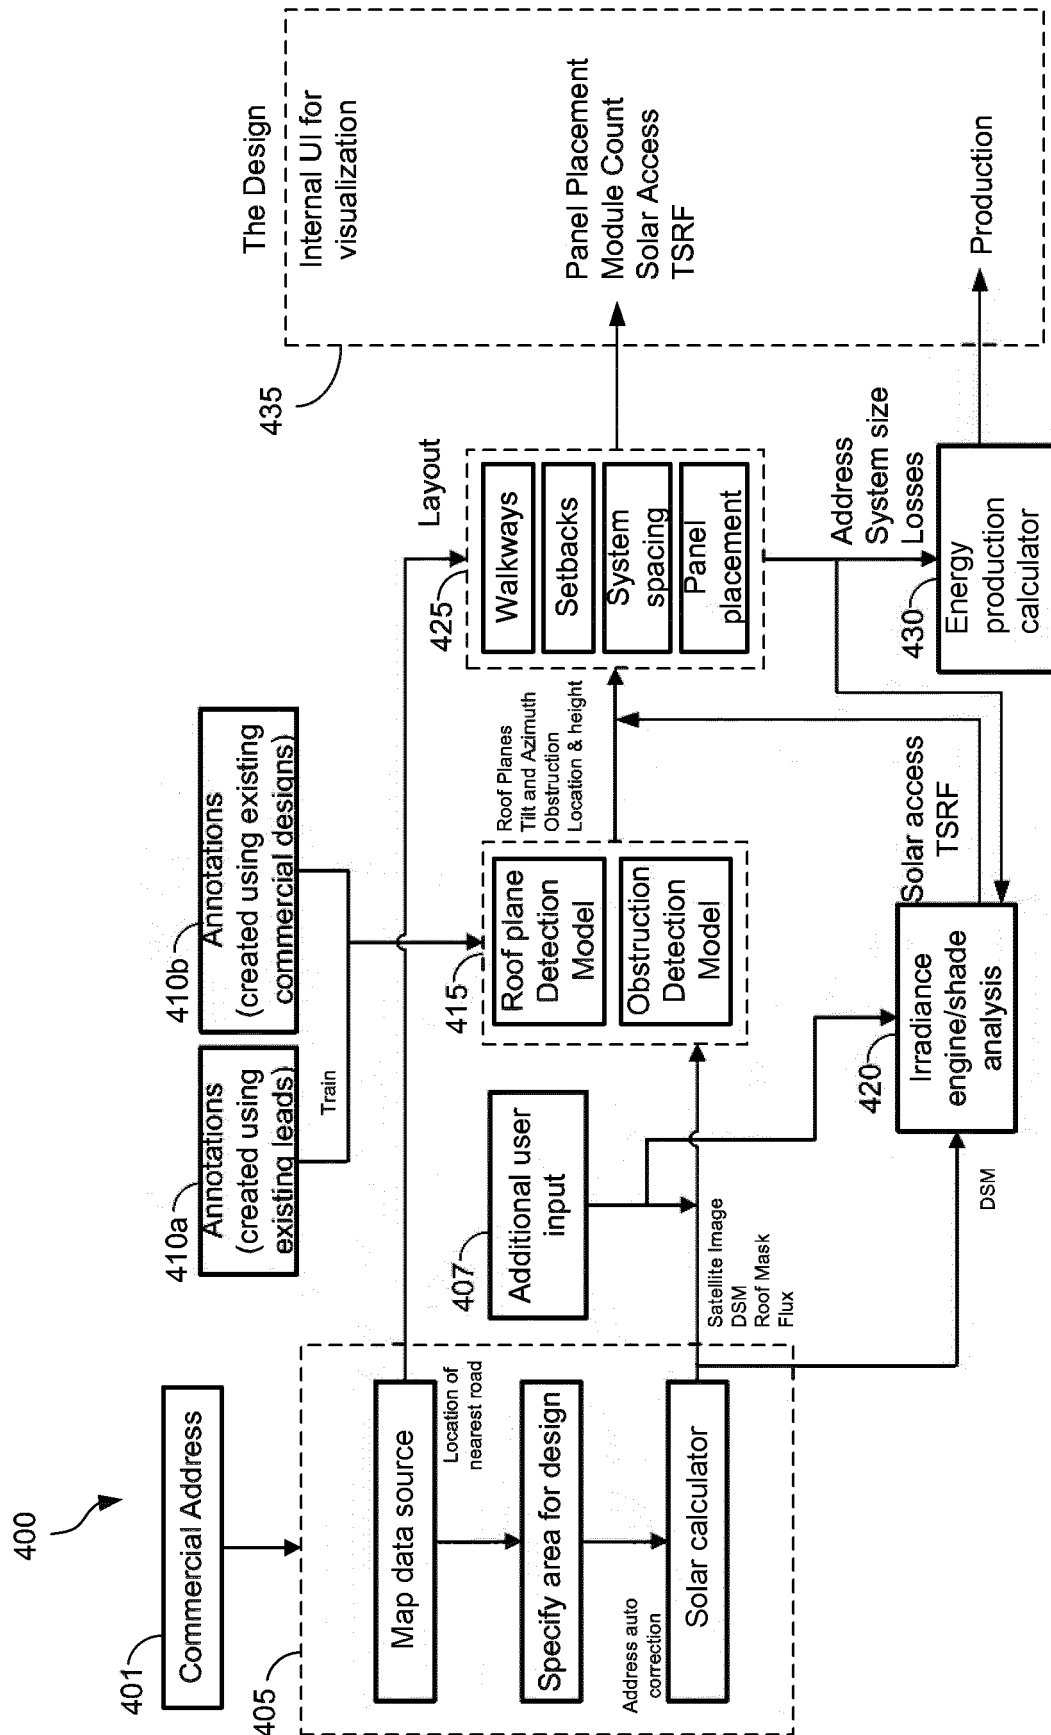 400
401
Commercial Address
405
Map data source
Location of
nearest road
Specify area for design
Address auto
correction
Solar calculator
410a
Annotations
(created using
existing leads)
410b
Annotations
(created using existing
commercial designs)
Train
407
Additional user
input
Satellite Image
DSM
Roof Mask
Flux
DSM
415
Roof plane
Detection
Model
Obstruction
Detection
Model
Roof Planes
Tilt and Azimuth
Obstruction
Location & height
420
Irradiance
engine/shade
analysis
Solar access
TSRF
425
Layout
Walkways
Setbacks
System
spacing
Panel
placement
Address
System size
Losses
430
Energy
production
calculator
435
The Design
Internal UI for
visualization
Panel Placement
Module Count
Solar Access
TSRF
Production